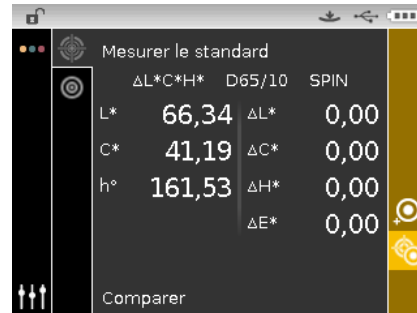 Mesurer le standard
ΔL*C*H* D65/10 SPIN
L* 66,34 ΔL* 0,00
C* 41,19 ΔC* 0,00
h° 161,53 ΔH* 0,00
ΔE* 0,00
Comparer